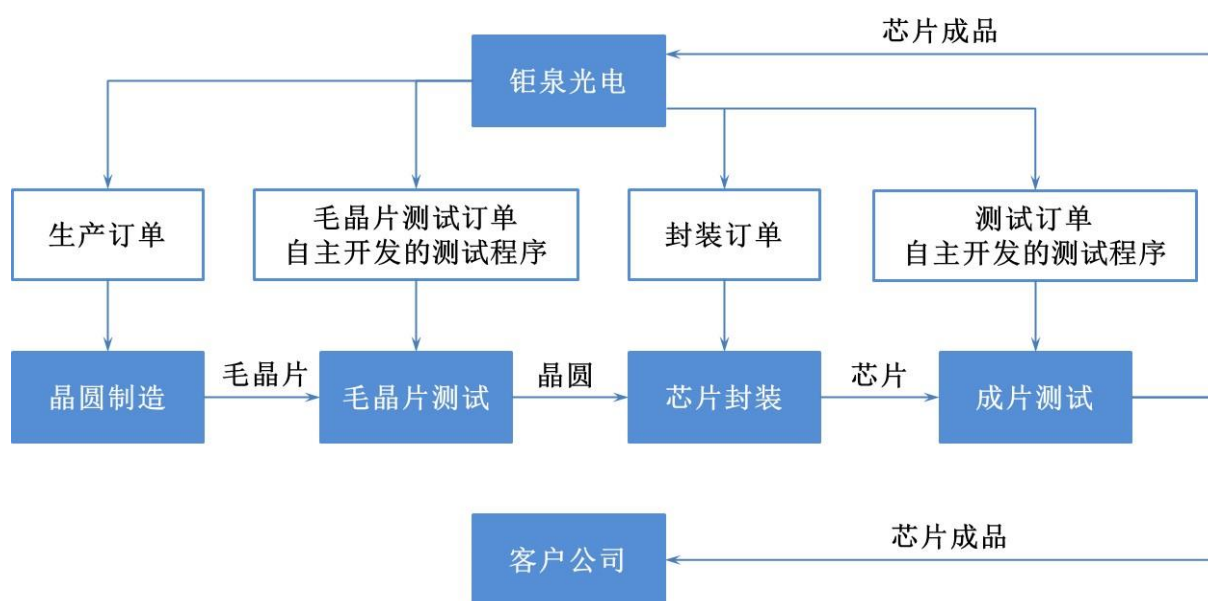 芯片成品
钜泉光电
生产订单
毛晶片测试订单
自主开发的测试程序
封装订单
测试订单
自主开发的测试程序
晶圆制造
毛晶片
毛晶片测试
晶圆
芯片封装
芯片
成片测试
客户公司
芯片成品